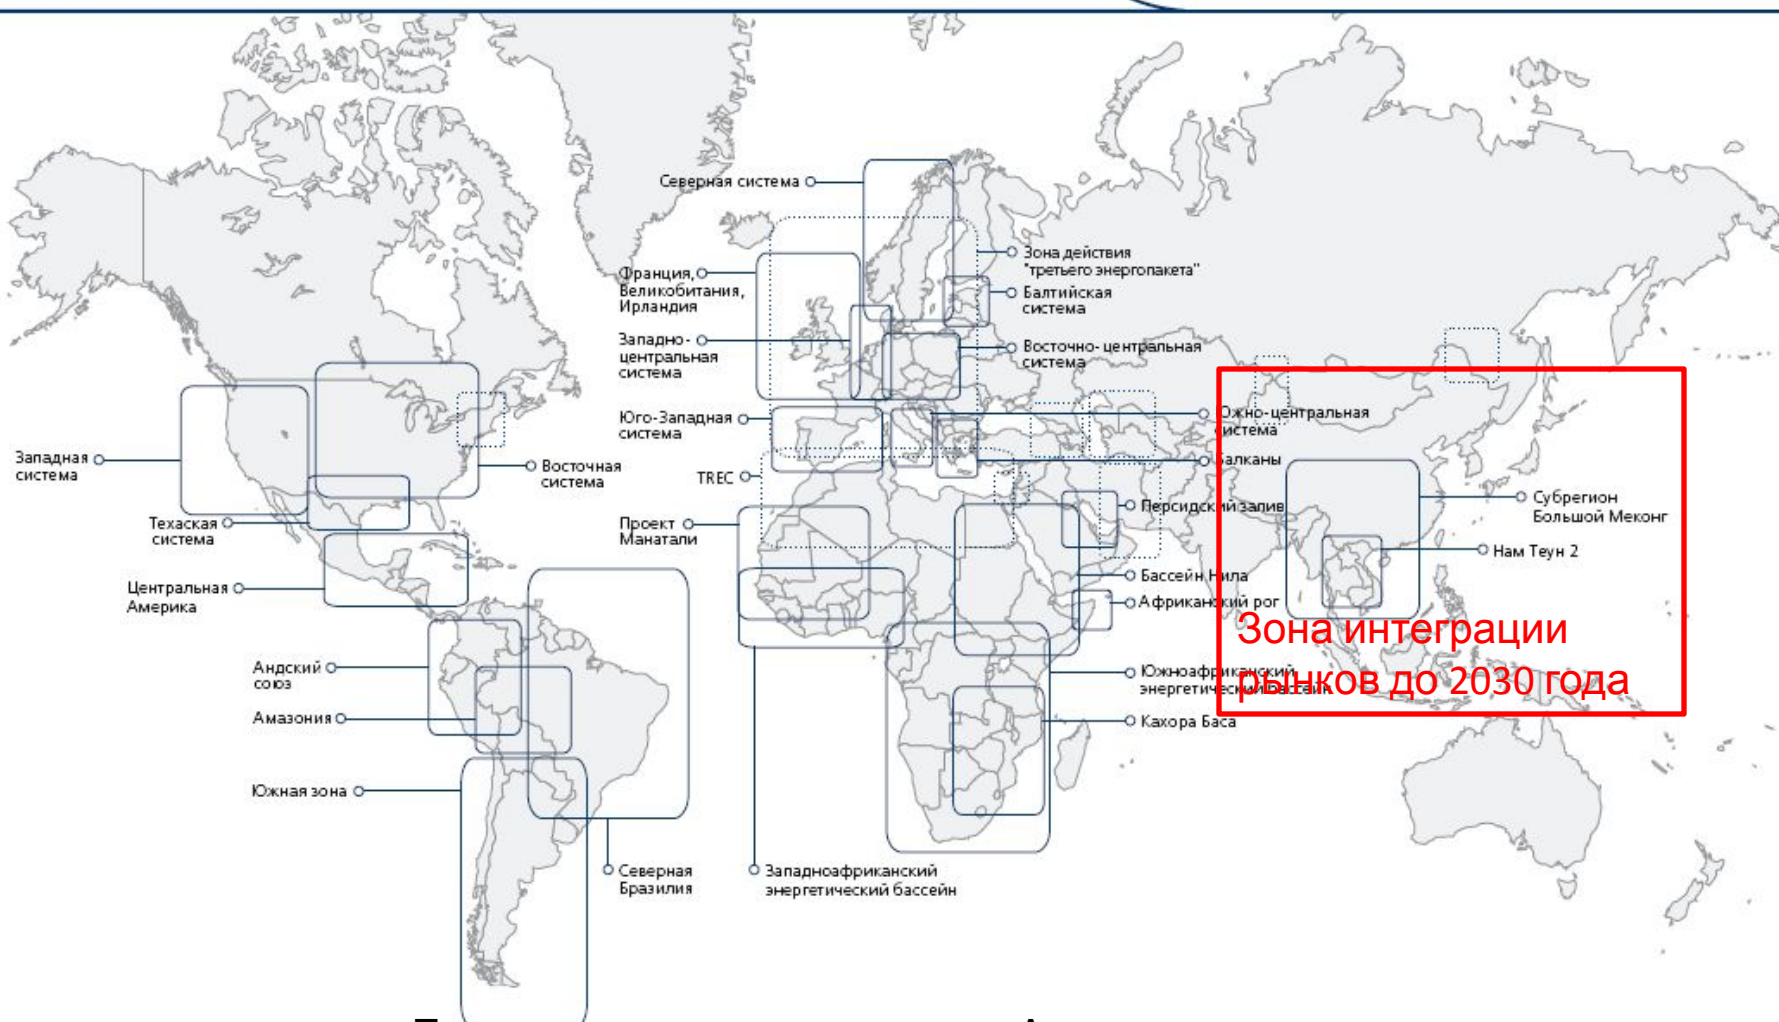 Северная система
Зона действия
"третьего энергопакета"
Франция,
Великобритания,
Ирландия
Балтийская
система
Западно-
центральная
система
Восточно-центральная
система
Юго-Западная
система
Южно-центральная
система
Западная
система
Восточная
система
TREC
Балканы
Техаская
система
Проект
Манатали
Персидский залив
Субрегион
Большой Меконг
Нам Теун 2
Центральная
Америка
Бассейн Нила
Африканский рог
Зона интеграции
рынков до 2030 года
Андский
союз
Южноафриканский
энергетический бассейн
Амазония
Кахора Баса
Южная зона
Северная
Бразилия
Западноафриканский
энергетический бассейн